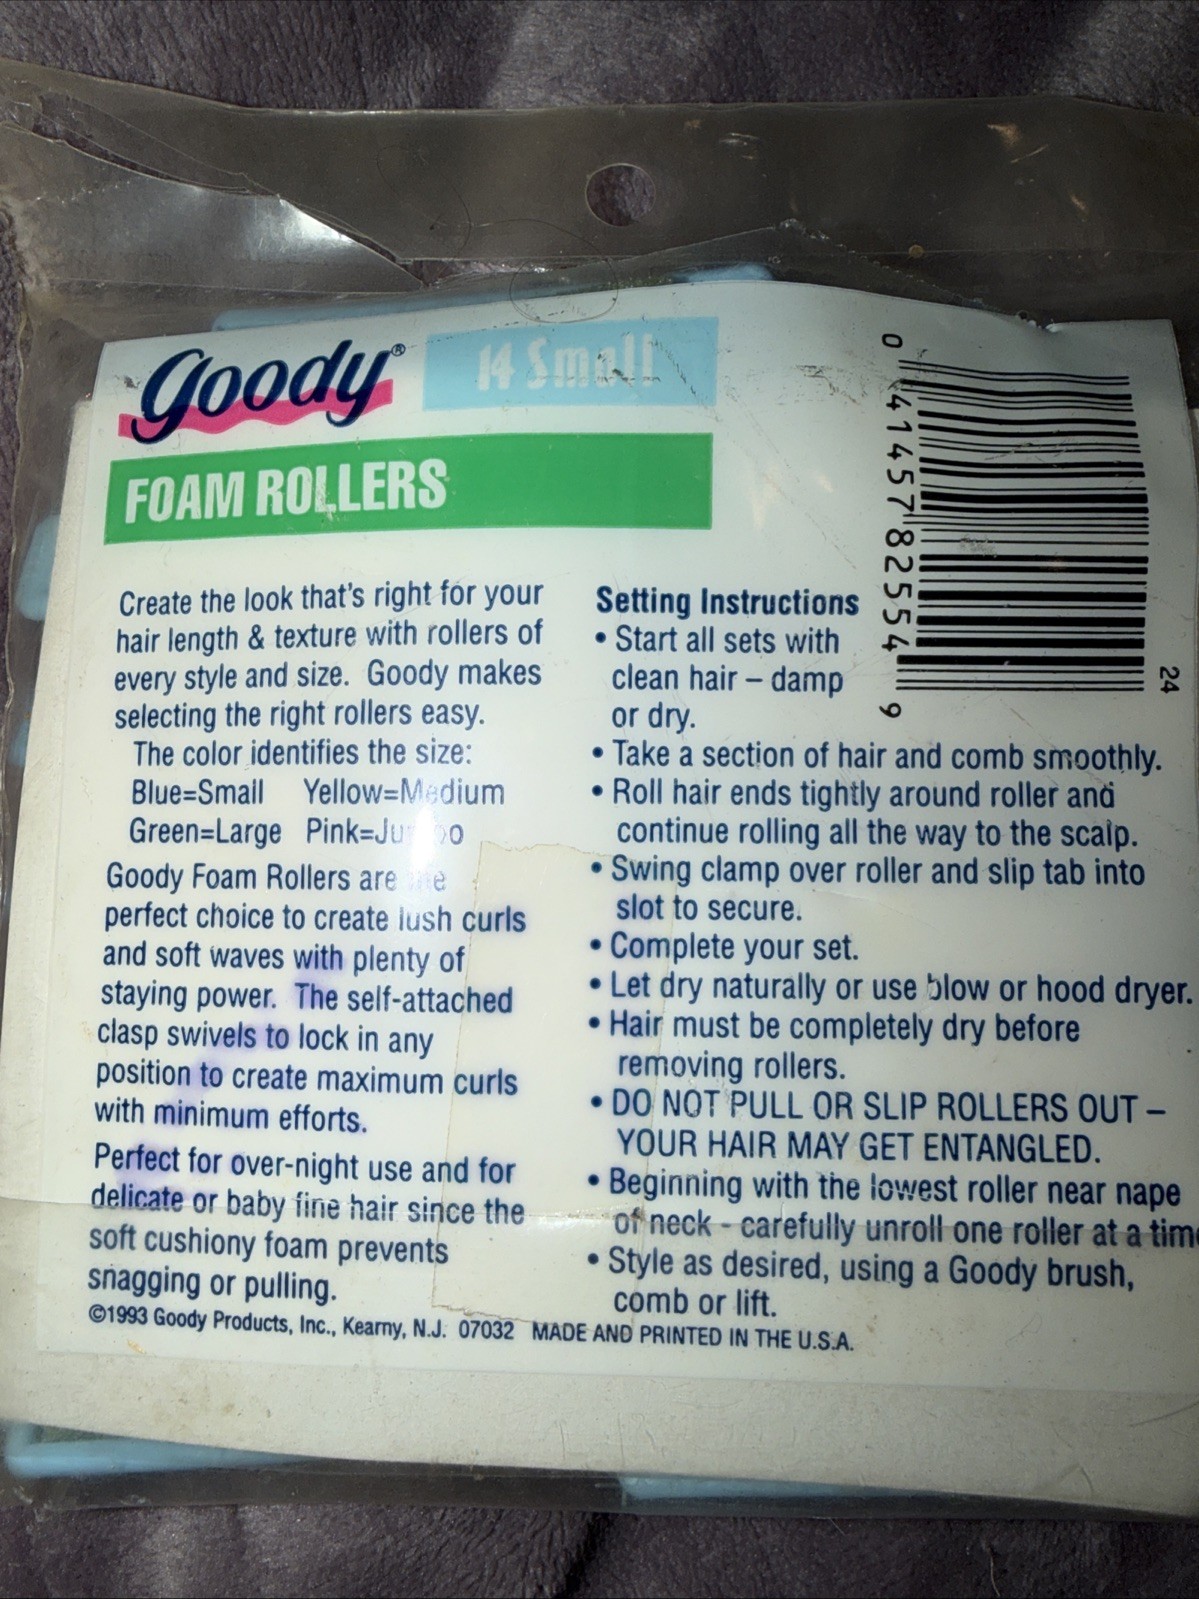 goody®
14 Small
FOAM ROLLERS
Create the look that's right for your
hair length & texture with rollers of
every style and size. Goody makes
selecting the right rollers easy.
The color identifies the size:
Blue=Small Yellow=Medium
Green=Large Pink=Jumbo
Goody Foam Rollers are the
perfect choice to create lush curls
and soft waves with plenty of
staying power. The self-attached
clasp swivels to lock in any
position to create maximum curls
with minimum efforts.
Perfect for over-night use and for
delicate or baby fine hair since the
soft cushiony foam prevents
snagging or pulling.
Setting Instructions
• Start all sets with
clean hair – damp
or dry.
• Take a section of hair and comb smoothly.
• Roll hair ends tightly around roller and
continue rolling all the way to the scalp.
• Swing clamp over roller and slip tab into
slot to secure.
• Complete your set.
• Let dry naturally or use blow or hood dryer.
• Hair must be completely dry before
removing rollers.
• DO NOT PULL OR SLIP ROLLERS OUT –
YOUR HAIR MAY GET ENTANGLED.
• Beginning with the lowest roller near nape
of neck - carefully unroll one roller at a time
• Style as desired, using a Goody brush,
comb or lift.
©1993 Goody Products, Inc., Kearny, N.J. 07032 MADE AND PRINTED IN THE U.S.A.
0 41457 82554 9
24